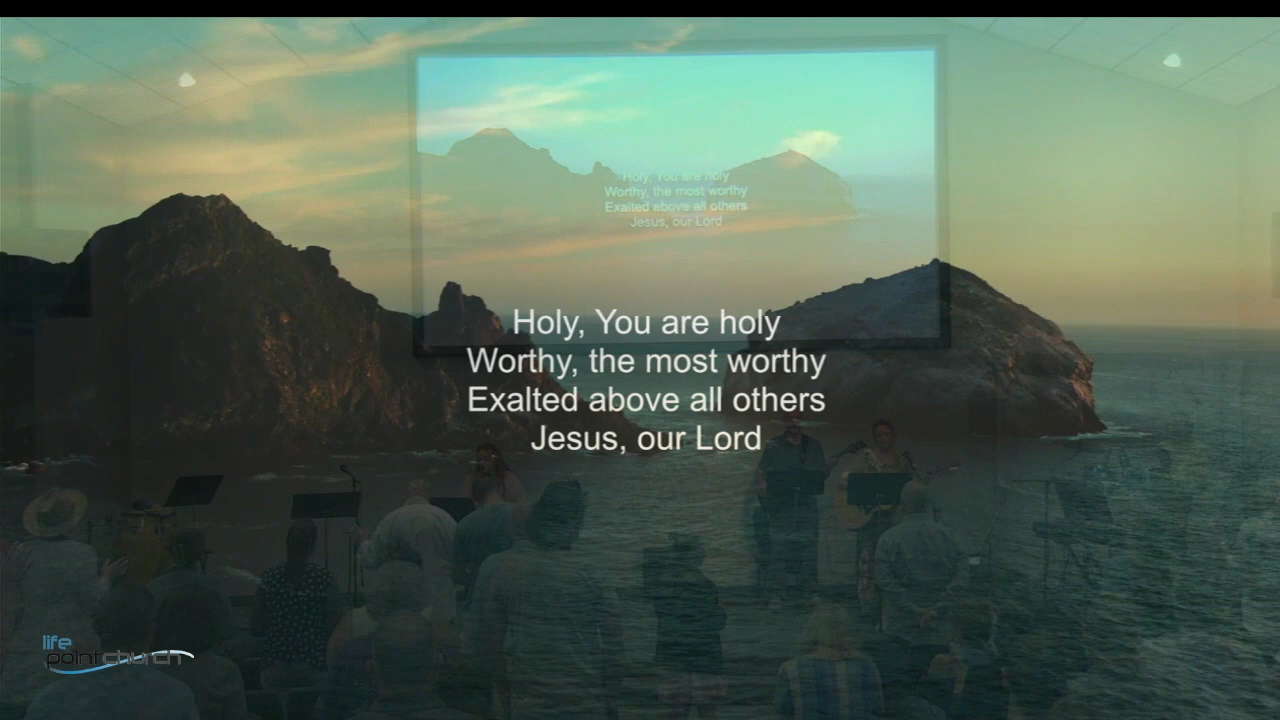 Holy, You are holy
Worthy, the most worthy
Exalted above all others
Jesus, our Lord
Holy, You are holy
Worthy, the most worthy
Exalted above all others
Jesus, our Lord
life
pointchurch